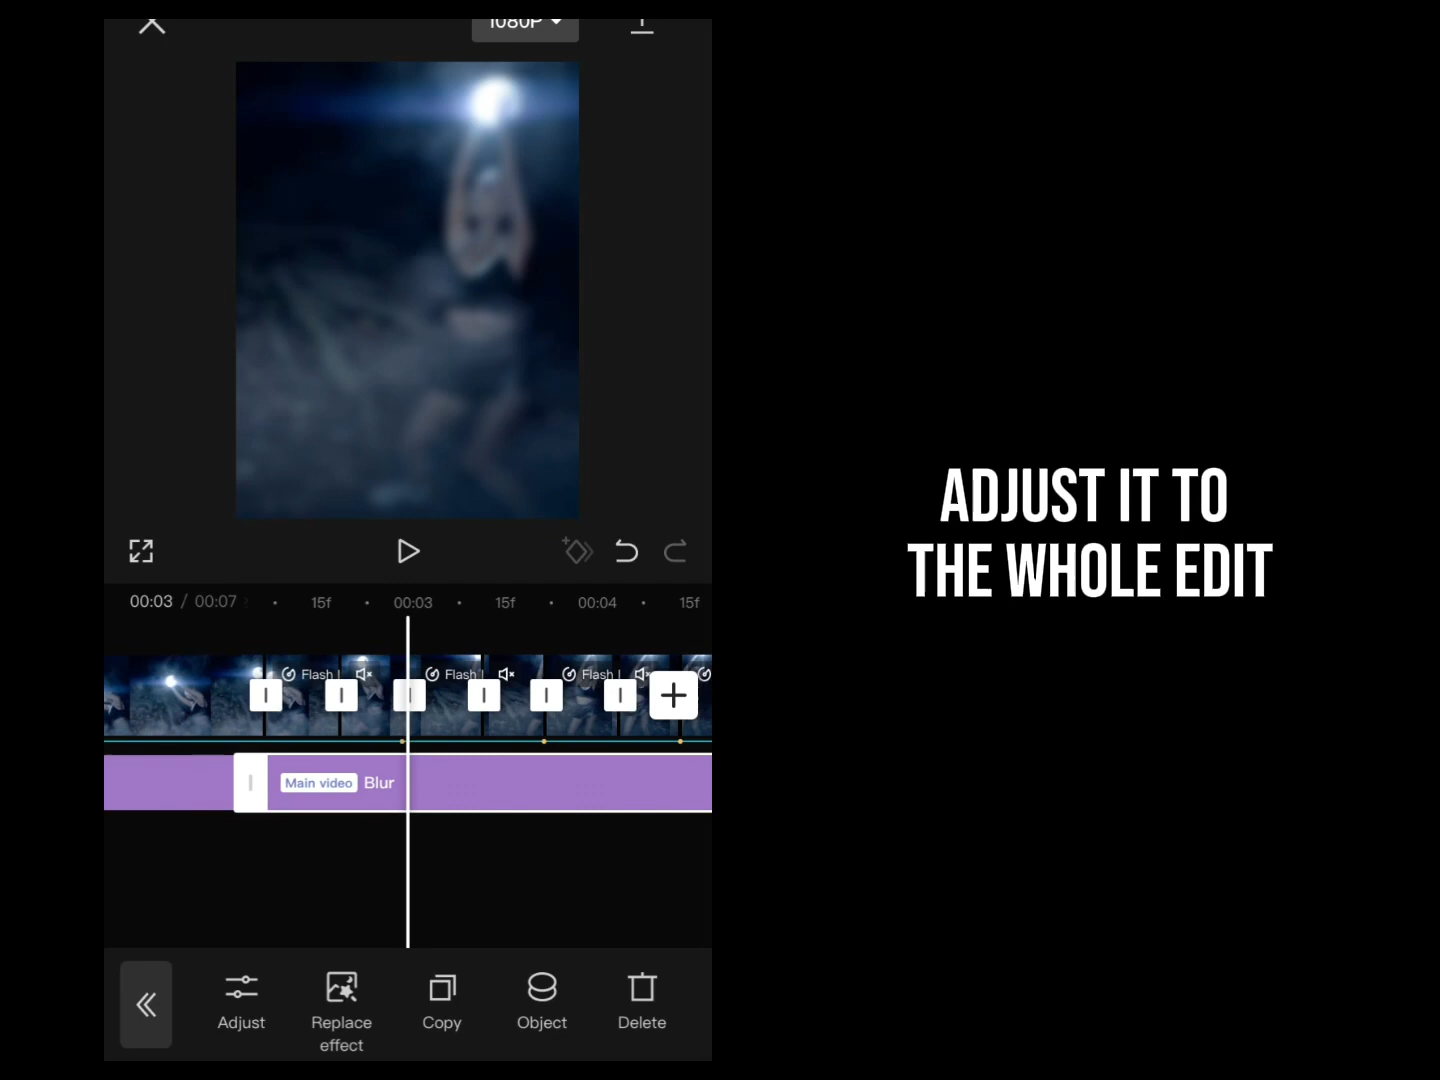 1080P
00:03 / 00:07
15f
00:03
15f
00:04
15f
Flash
Flash
Flash
Main video
Blur
Adjust
Replace
effect
Copy
Object
Delete
ADJUST IT TO
THE WHOLE EDIT